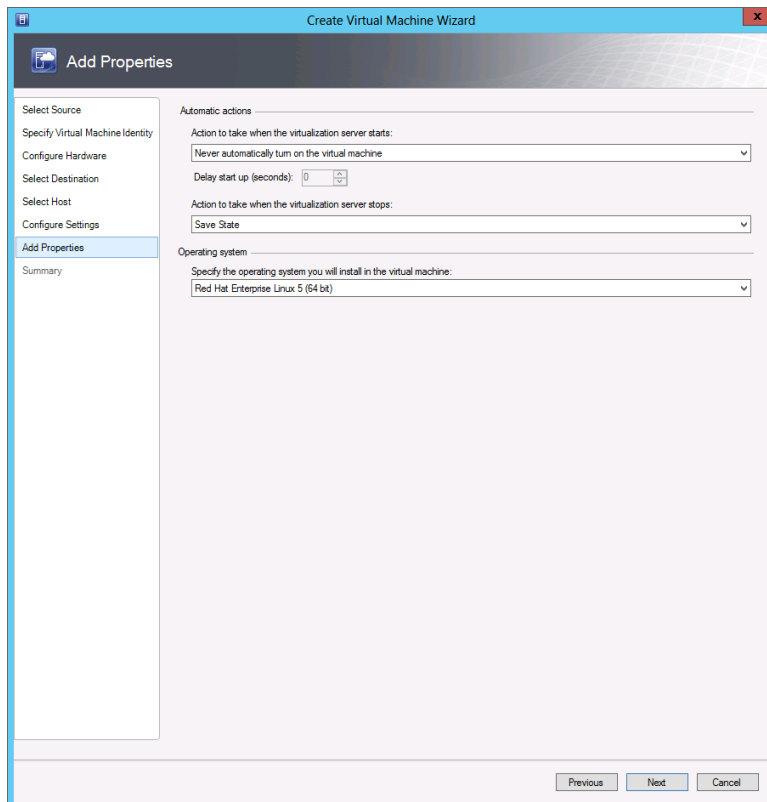 Create Virtual Machine Wizard
x
Add Properties
Select Source
Specify Virtual Machine Identity
Configure Hardware
Select Destination
Select Host
Configure Settings
Add Properties
Summary
Automatic actions
Action to take when the virtualization server starts:
Never automatically turn on the virtual machine
Delay start up (seconds): 0
Action to take when the virtualization server stops:
Save State
Operating system
Specify the operating system you will install in the virtual machine:
Red Hat Enterprise Linux 5 (64 bit)
Previous Next Cancel